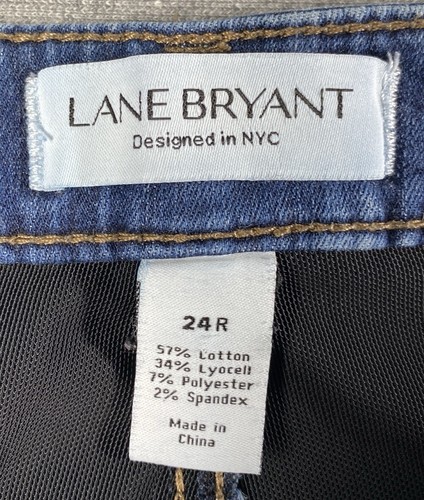 LANE BRYANT
Designed in NYC
24R
57% Cotton
34% Lyocell
7% Polyester
2% Spandex
Made in
China